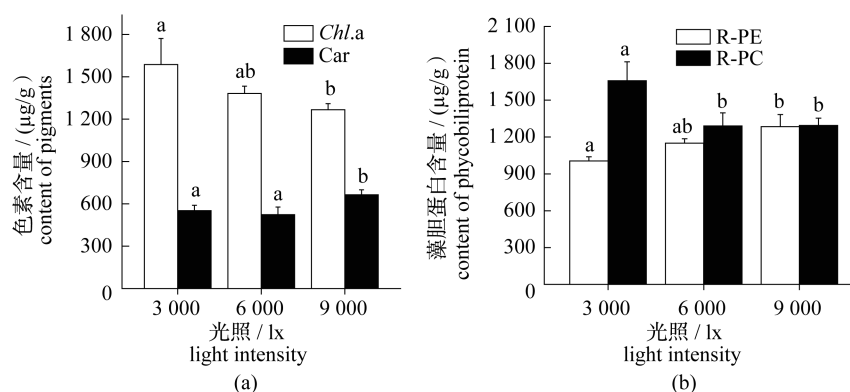 色素含量 / (μg/g)
content of pigments
1 800
1 500
1 200
900
600
300
0
Chl.a
Car
a
a
ab
a
b
b
3 000
6 000
9 000
光照 / lx
light intensity
(a)
藻胆蛋白含量 / (μg/g)
content of phycobiliprotein
2 100
1 800
1 500
1 200
900
600
300
0
R-PE
R-PC
a
a
ab
b
b
b
3 000
6 000
9 000
光照 / lx
light intensity
(b)